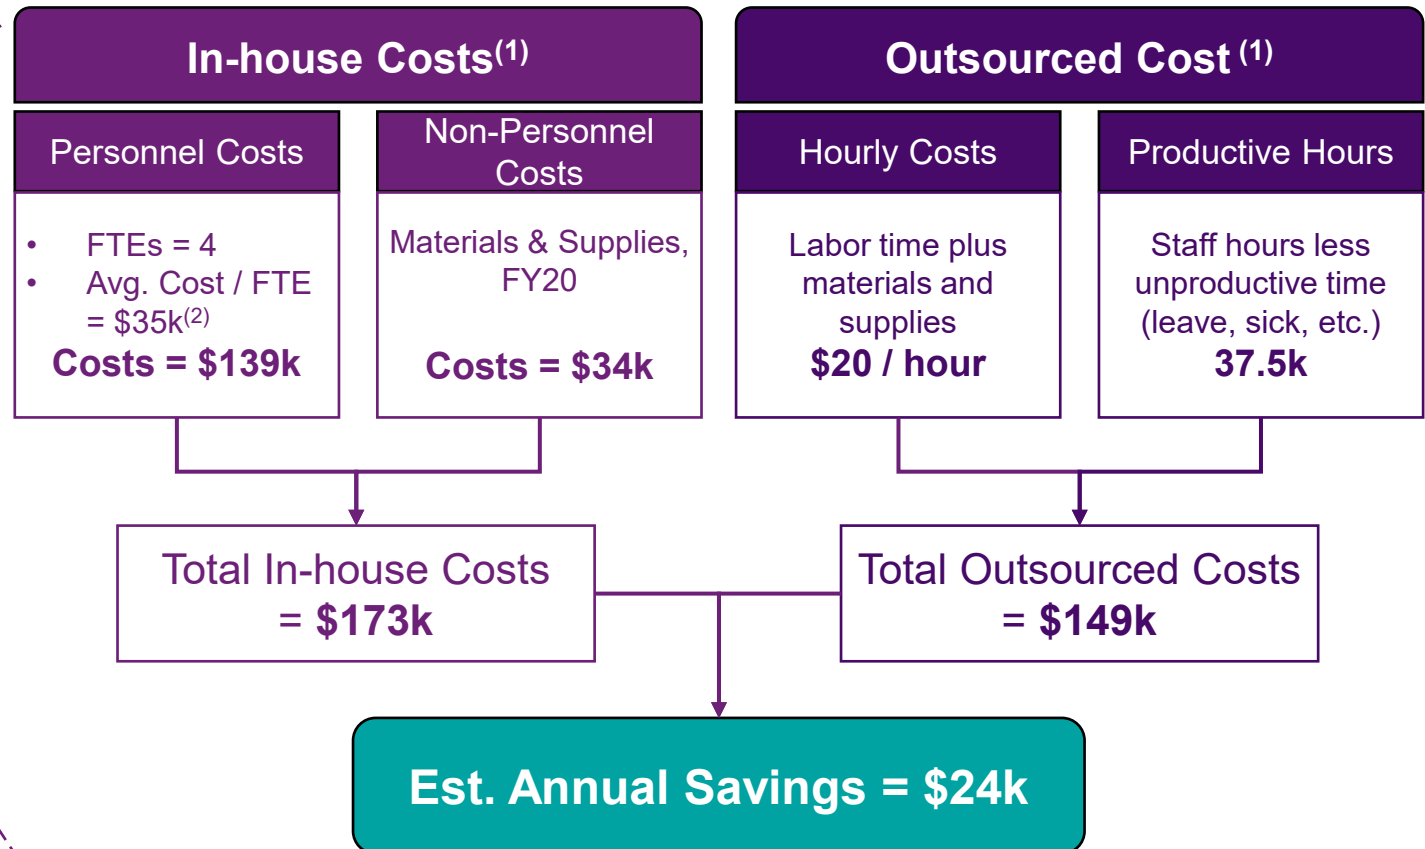 In-house Costs(1)
Personnel Costs
• FTEs = 4
• Avg. Cost / FTE
= $35k(2)
Costs = $139k
Non-Personnel
Costs
Materials & Supplies,
FY20
Costs = $34k
Total In-house Costs
= $173k
Outsourced Cost (1)
Hourly Costs
Labor time plus
materials and
supplies
$20 / hour
Productive Hours
Staff hours less
unproductive time
(leave, sick, etc.)
37.5k
Total Outsourced Costs
= $149k
Est. Annual Savings = $24k